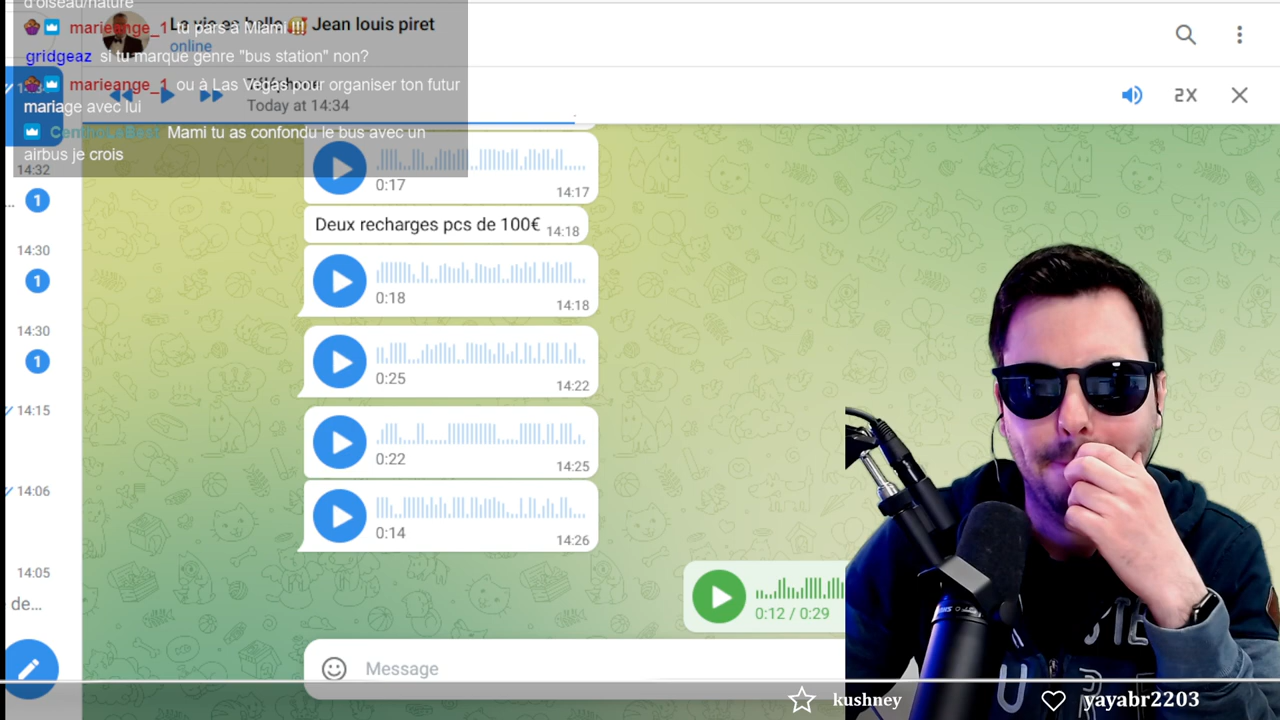 d'oiseau/nature
La vie es belle 🥰 Jean louis piret
marieange_1 tu pars à Miami !!!
online
gridgeaz si tu marque genre "bus station" non?
marieange_1 ou à Las Vegas pour organiser ton futur
mariage avec lui
Today at 14:34
2X
Mami tu as confondu le bus avec un
airbus je crois
14:32
1
0:17
14:17
Deux recharges pcs de 100€ 14:18
14:30
1
0:18
14:18
14:30
1
0:25
14:22
14:15
0:22
14:25
14:06
0:14
14:26
14:05
de...
0:12 / 0:29
Message
kushney
yayabr2203